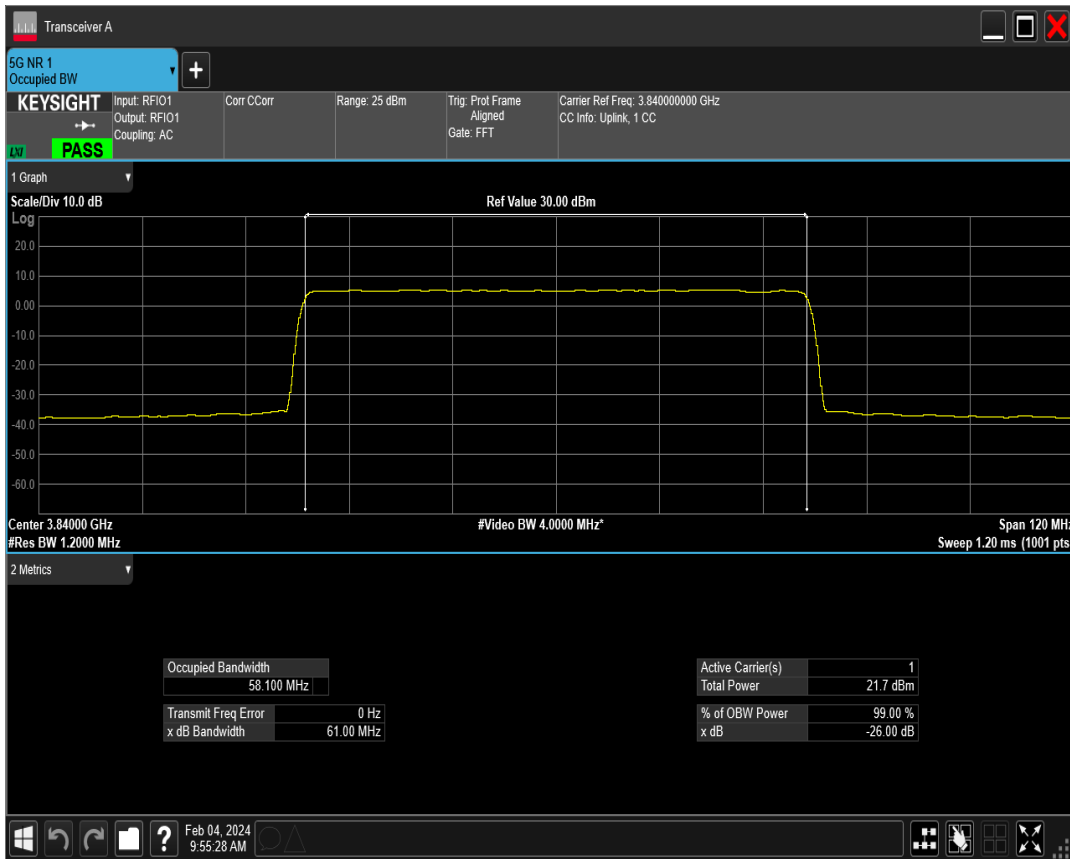 Transceiver A
5G NR 1
Occupied BW
KEYSIGHT
Input: RFIO1
Output: RFIO1
Coupling: AC
Corr CCorr
Range: 25 dBm
Trig: Prot Frame
Aligned
Gate: FFT
Carrier Ref Freq: 3.840000000 GHz
CC Info: Uplink, 1 CC
LXI
PASS
1 Graph
Scale/Div 10.0 dB
Ref Value 30.00 dBm
Log
20.0
10.0
0.00
-10.0
-20.0
-30.0
-40.0
-50.0
-60.0
Center 3.84000 GHz
#Video BW 4.0000 MHz*
Span 120 MHz
#Res BW 1.2000 MHz
Sweep 1.20 ms (1001 pts
2 Metrics
Occupied Bandwidth
58.100 MHz
Transmit Freq Error 0 Hz
x dB Bandwidth 61.00 MHz
Active Carrier(s) 1
Total Power 21.7 dBm
% of OBW Power 99.00 %
x dB -26.00 dB
?
Feb 04, 2024
9:55:28 AM